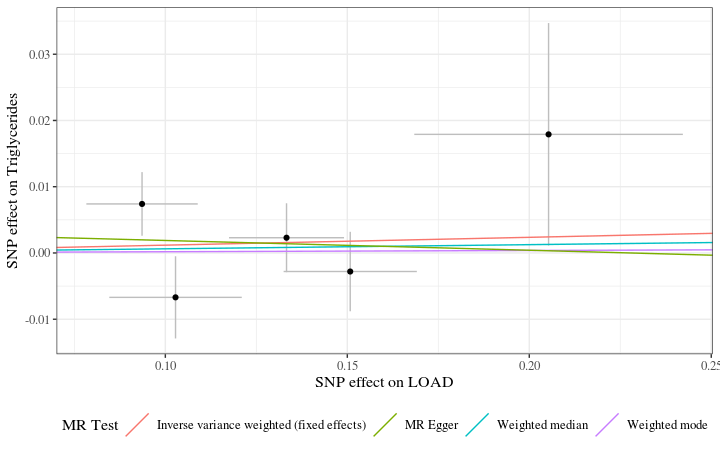 SNP effect on Triglycerides
0.03
0.02
0.01
0.00
-0.01
0.10 0.15 0.20 0.25
SNP effect on LOAD
MR Test Inverse variance weighted (fixed effects) MR Egger Weighted median Weighted mode